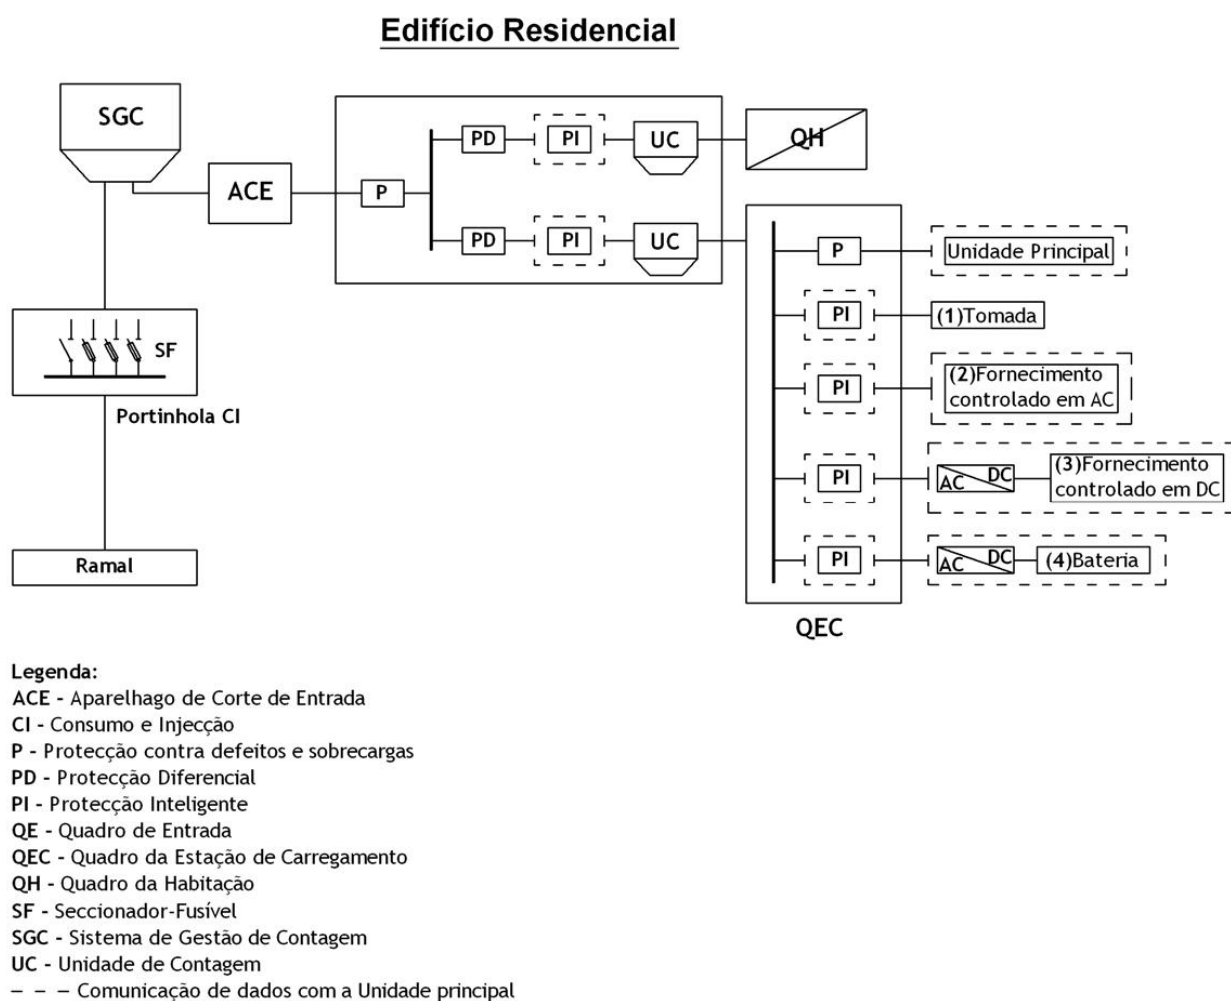 Edifício Residencial
SGC
ACE
P
PD
PI
UC
QH
PD
PI
UC
P
Unidade Principal
PI
(1)Tomada
PI
(2)Fornecimento
controlado em AC
PI
AC
DC
(3)Fornecimento
controlado em DC
PI
AC
DC
(4)Bateria
QEC
SF
Portinhola CI
Ramal
Legenda:
ACE - Aparelhago de Corte de Entrada
CI - Consumo e Injecção
P - Protecção contra defeitos e sobrecargas
PD - Protecção Diferencial
PI - Protecção Inteligente
QE - Quadro de Entrada
QEC - Quadro da Estação de Carregamento
QH - Quadro da Habitação
SF - Seccionador-Fusível
SGC - Sistema de Gestão de Contagem
UC - Unidade de Contagem
– – – Comunicação de dados com a Unidade principal